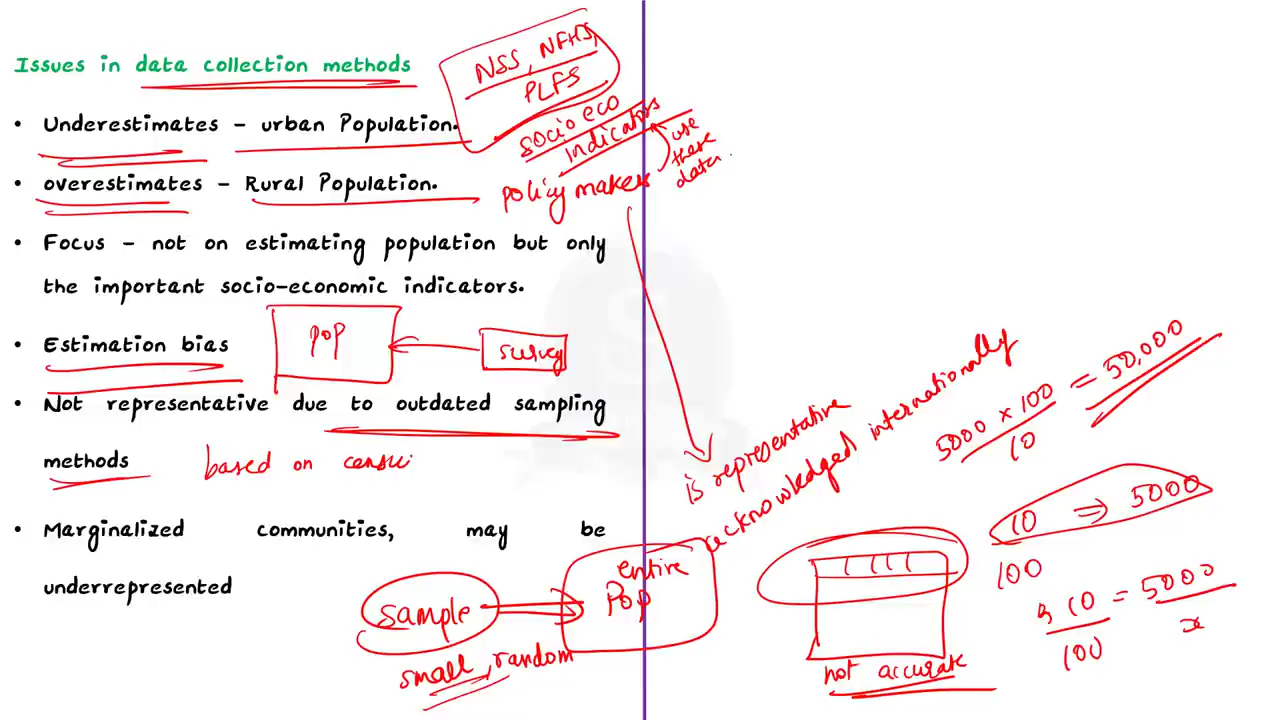 Issues in data collection methods
• Underestimates – urban Population.
• overestimates – Rural Population.
• Focus – not on estimating population but only
the important socio-economic indicators.
• Estimation bias
• Not representative due to outdated sampling
methods
• Marginalized communities, may be
underrepresented
NSS, NFHS,
PLFS
socio eco
indicators
policy makers
use
these
data
pop
survey
based on
sample
small, random
entire
Pop
is representative
acknowledged internationally
5000 × 100 = 50,000
10
10 ⇒ 5000
100
10 = 5000
100 x
not accurate